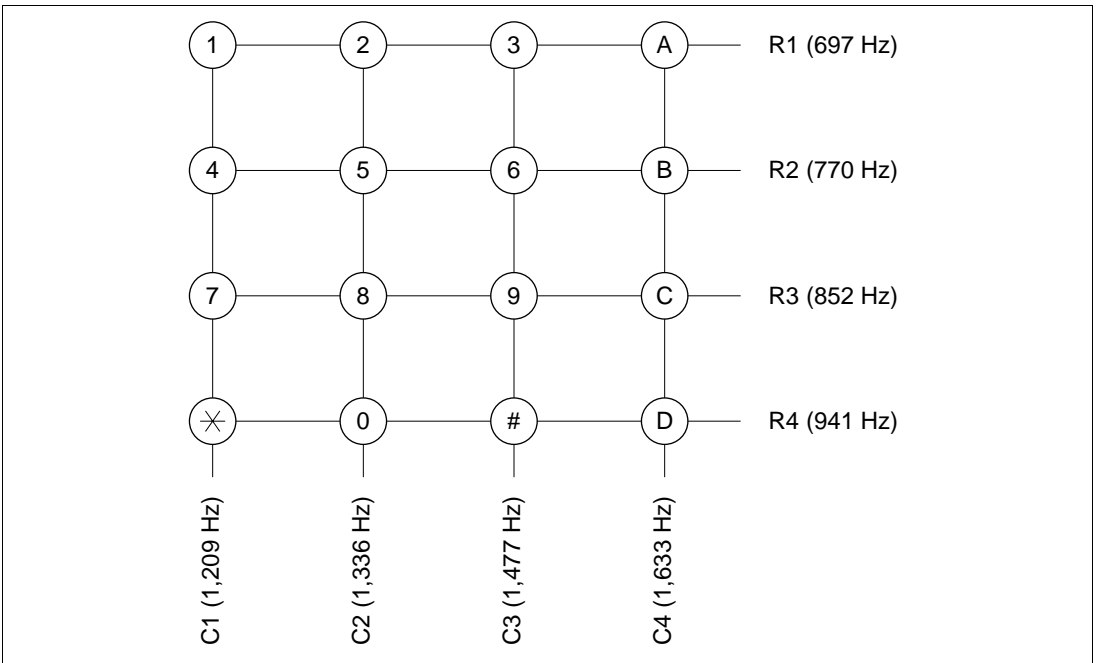 1 2 3 A R1 (697 Hz)
4 5 6 B R2 (770 Hz)
7 8 9 C R3 (852 Hz)
* 0 # D R4 (941 Hz)
C1 (1,209 Hz)
C2 (1,336 Hz)
C3 (1,477 Hz)
C4 (1,633 Hz)